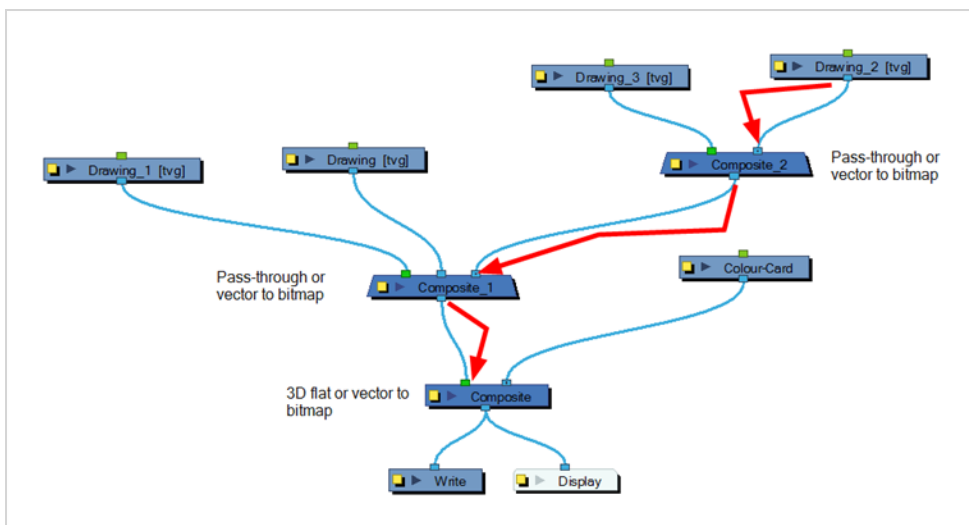 Drawing_3 [tvg]
Drawing_2 [tvg]
Drawing_1 [tvg]
Drawing [tvg]
Composite_2
Pass-through or
vector to bitmap
Colour-Card
Pass-through or
vector to bitmap
Composite_1
3D flat or vector to
bitmap
Composite
Write
Display